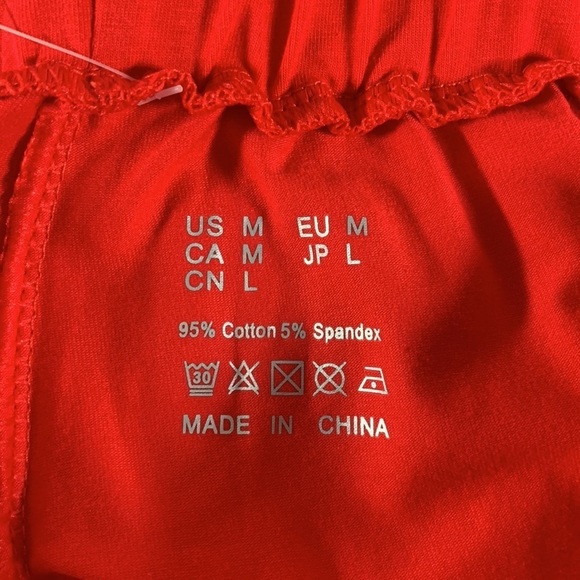 US M EU M
CA M JP L
CN L
95% Cotton 5% Spandex
30
MADE IN CHINA